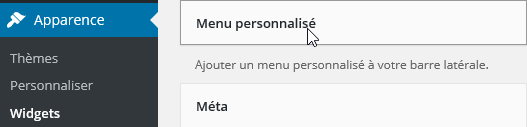 Apparence
Thèmes
Personnaliser
Widgets
Menu personnalisé
Ajouter un menu personnalisé à votre barre latérale.
Méta